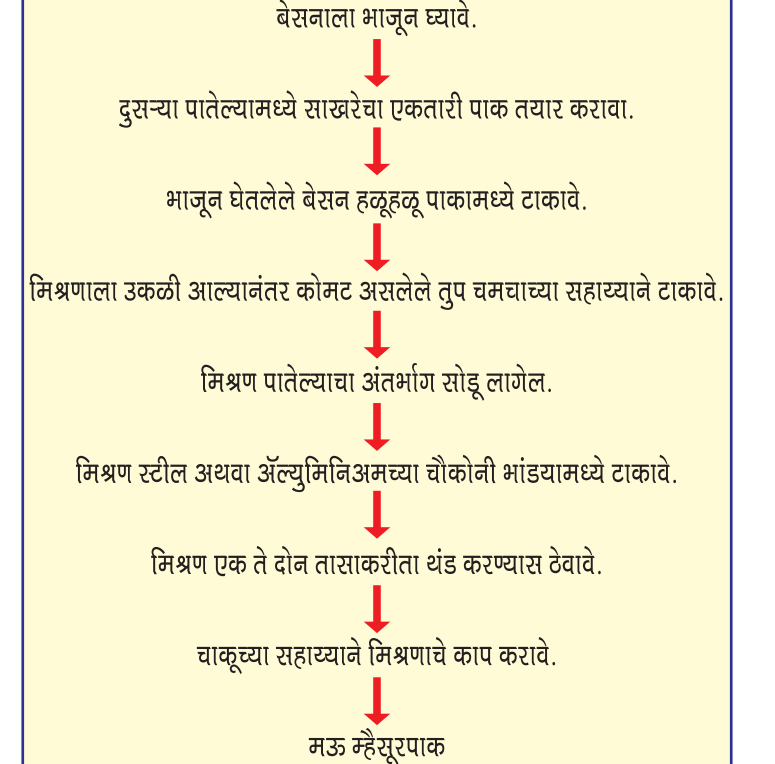 बेसनाला भाजून घ्यावे.
दुसऱ्या पातेल्यामध्ये साखरेचा एकतारी पाक तयार करावा.
भाजून घेतलेले बेसन हळूहळू पाकामध्ये टाकावे.
मिश्रणाला उकळी आल्यानंतर कोमट असलेले तुप चमचाच्या सहाय्याने टाकावे.
मिश्रण पातेल्याचा अंतर्भाग सोडू लागेल.
मिश्रण स्टील अथवा ॲल्युमिनिअमच्या चौकोनी भांडयामध्ये टाकावे.
मिश्रण एक ते दोन तासाकरीता थंड करण्यास ठेवावे.
चाकूच्या सहाय्याने मिश्रणाचे काप करावे.
मऊ म्हैसूरपाक